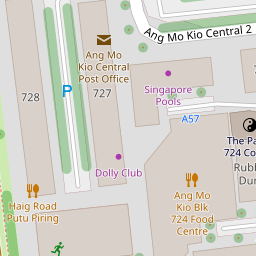 Ang Mo Kio Central 2
Ang Mo
Kio Central
Post Office
728
P
727
Singapore
Pools
A57
The Pa
724 Co
Rubb
Dum
Dolly Club
Haig Road
Putu Piring
Ang Mo
Kio Blk
724 Food
Centre